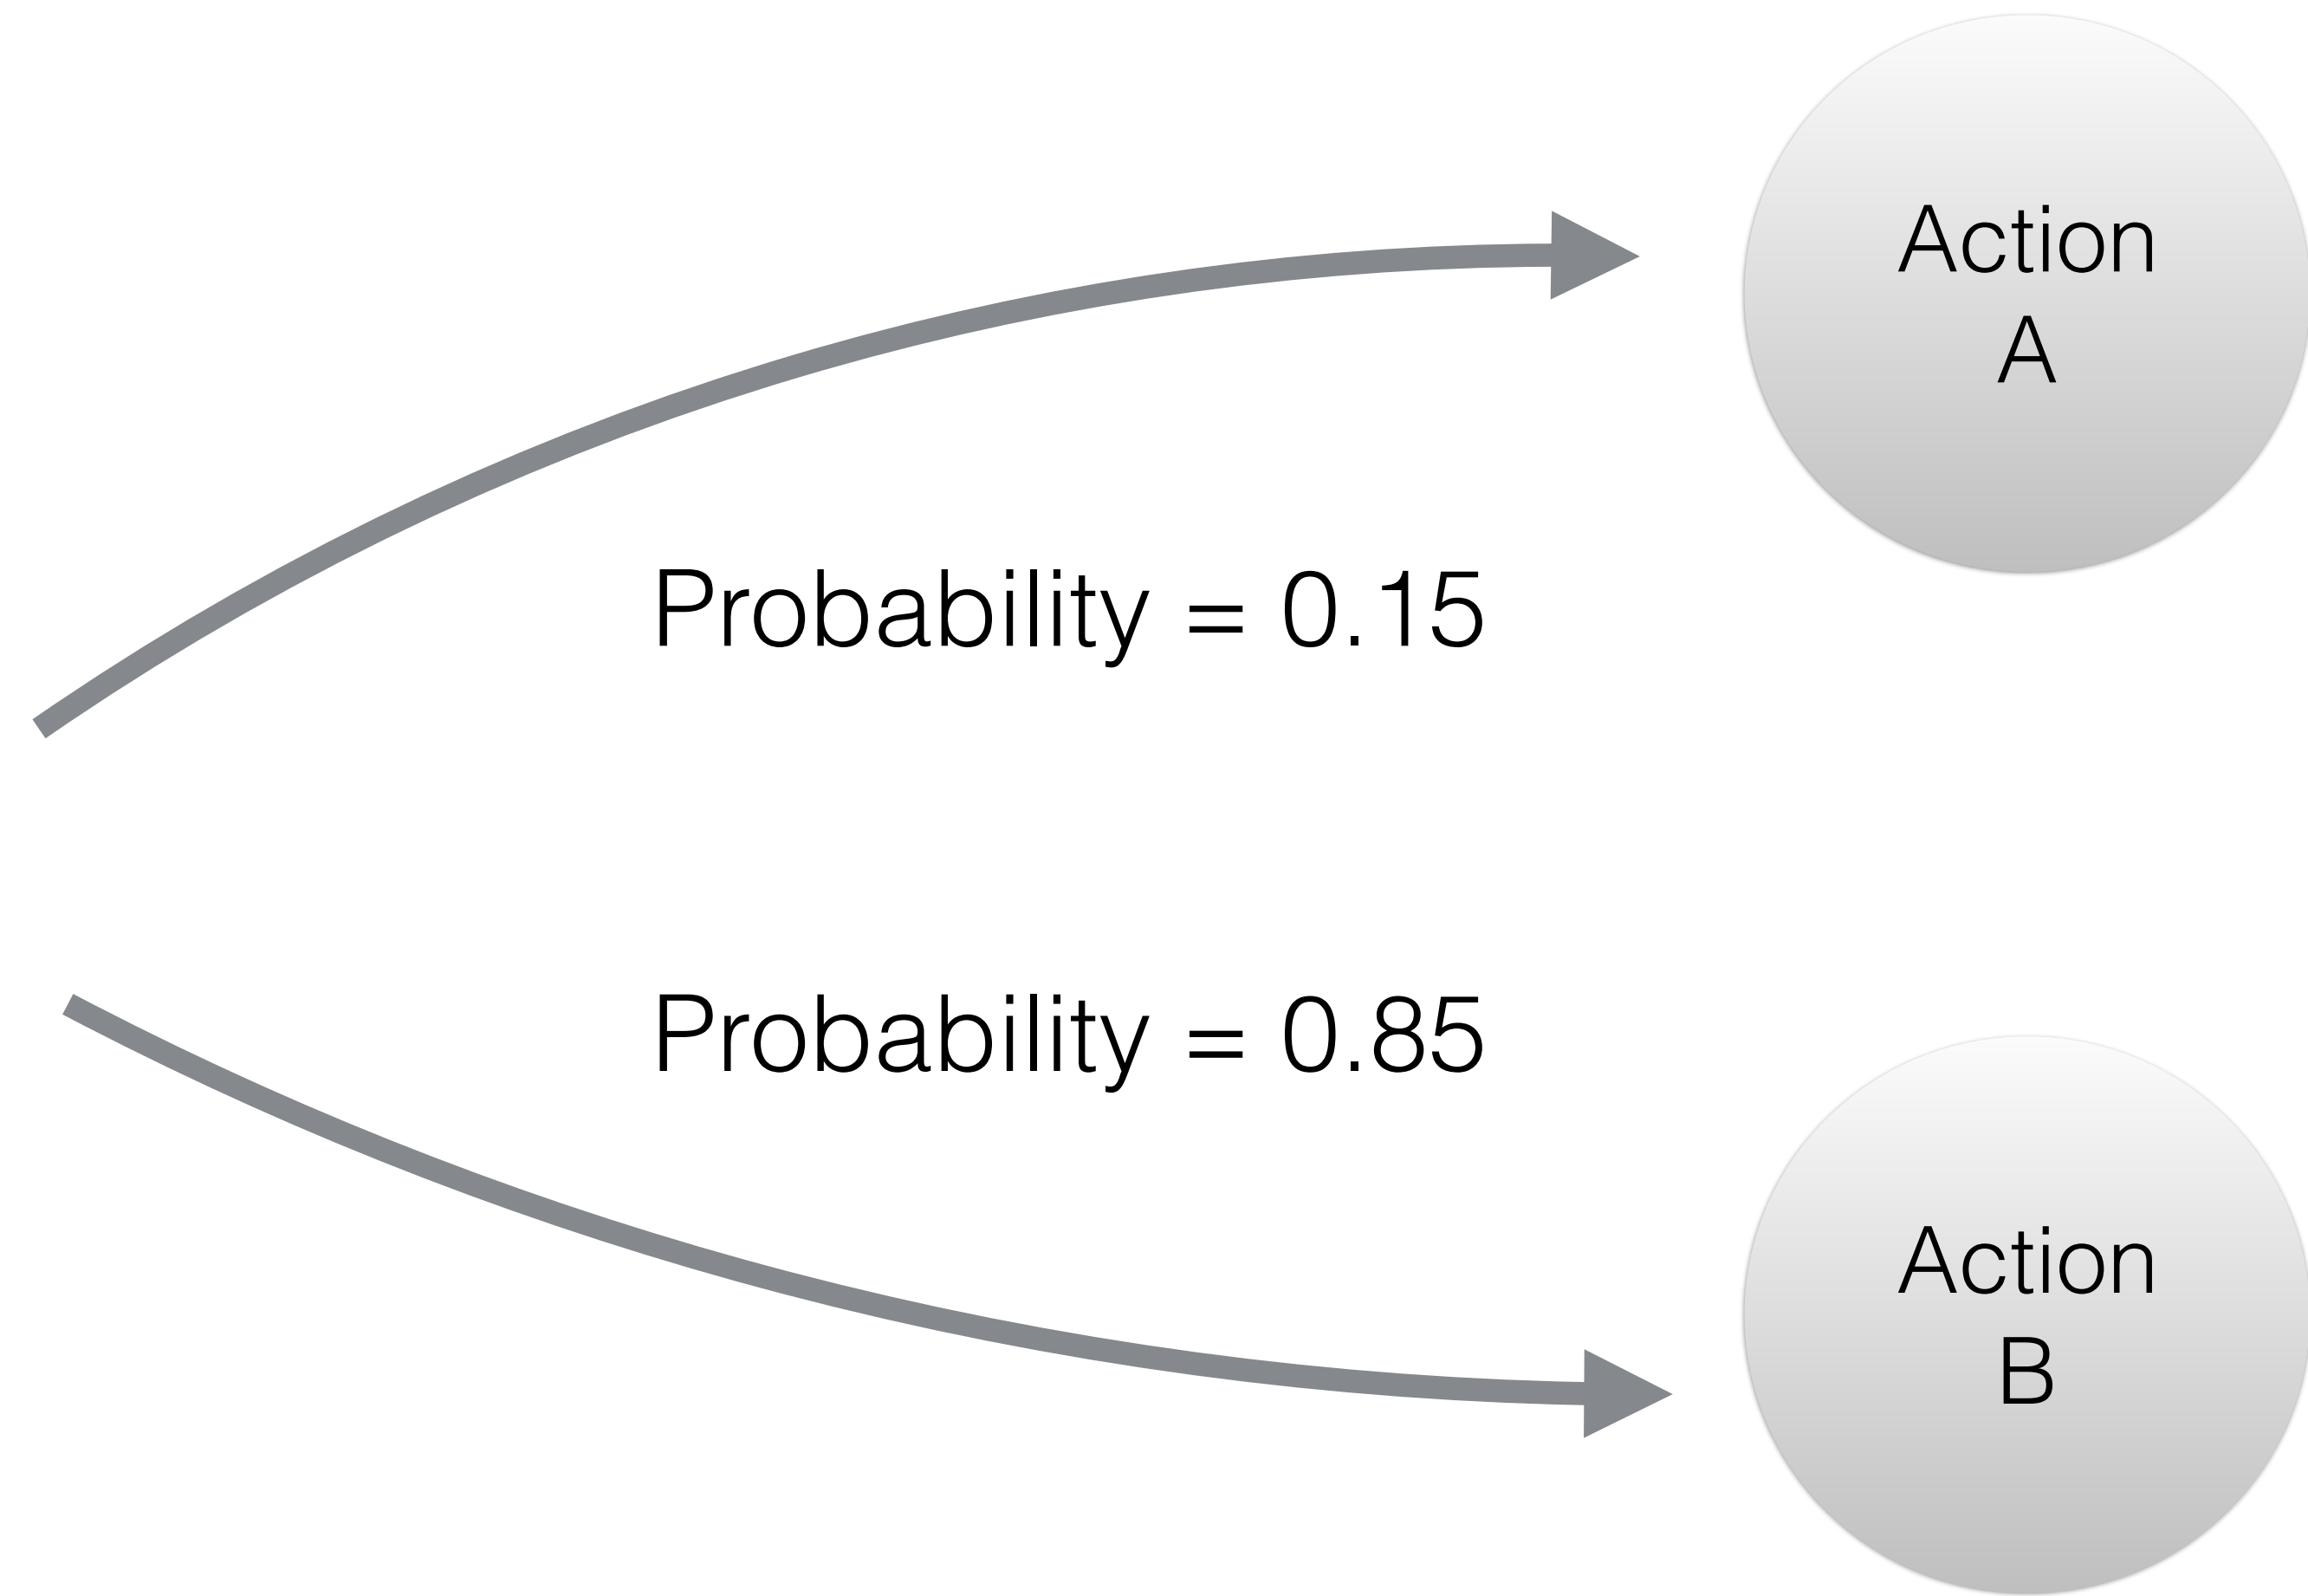 Action
A
Probability = 0.15
Probability = 0.85
Action
B